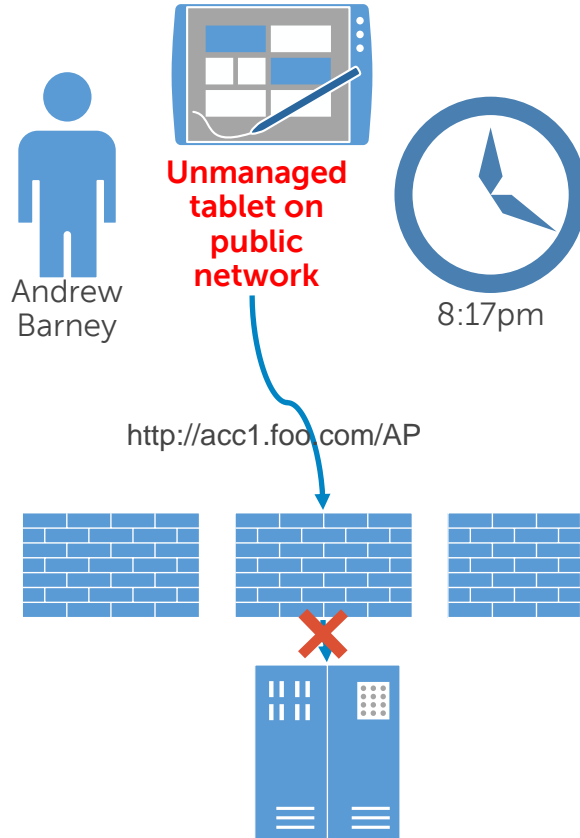 Unmanaged
tablet on
public
network
Andrew
Barney
8:17pm
http://acc1.foo.com/AP